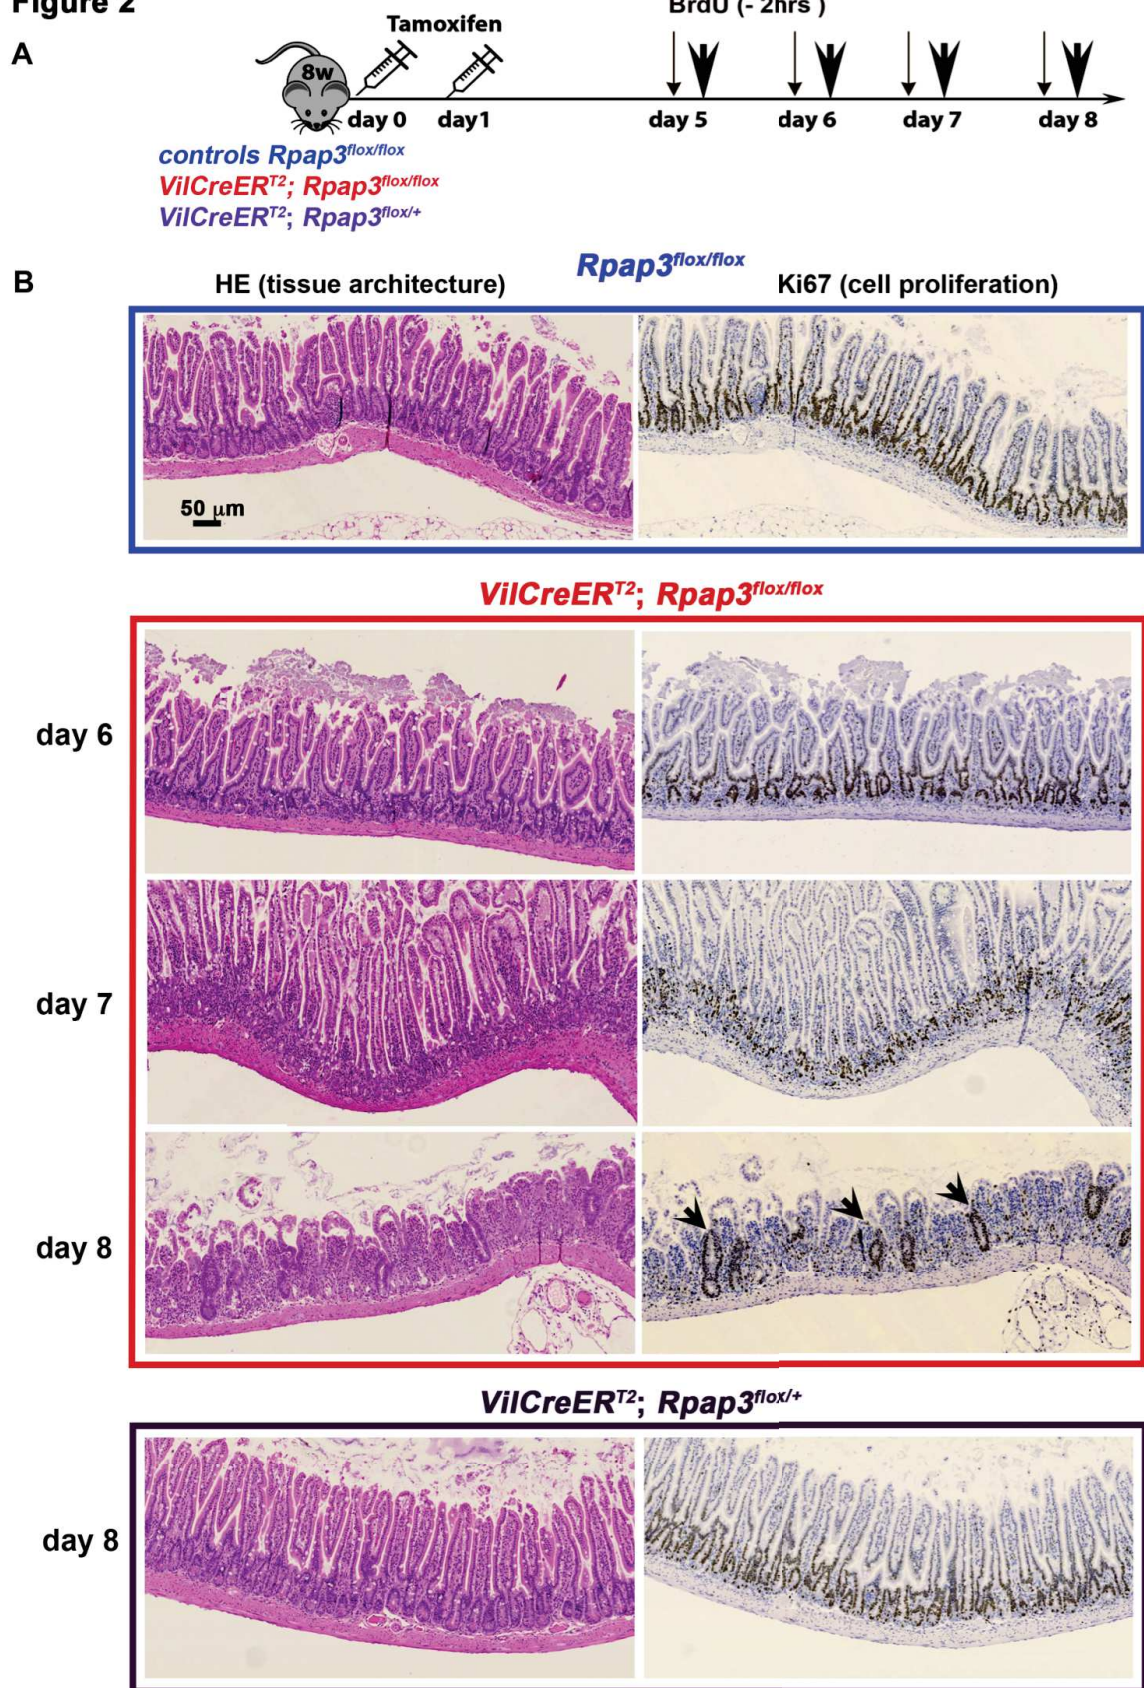 Figure 2
BrdU (- 2hrs )
A
Tamoxifen
8w
day 0 day1 day 5 day 6 day 7 day 8
controls Rpap3flox/flox
VilCreERT2; Rpap3flox/flox
VilCreERT2; Rpap3flox/+
B
Rpap3flox/flox
HE (tissue architecture) Ki67 (cell proliferation)
50 μm
VilCreERT2; Rpap3flox/flox
day 6
day 7
day 8
VilCreERT2; Rpap3flox/+
day 8